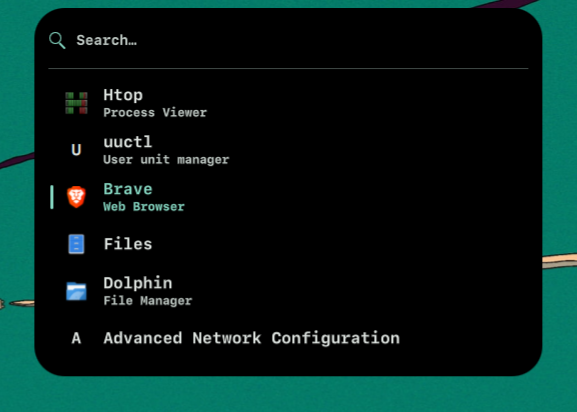 Search…
Htop
Process Viewer
U
uuctl
User unit manager
Brave
Web Browser
Files
Dolphin
File Manager
A
Advanced Network Configuration